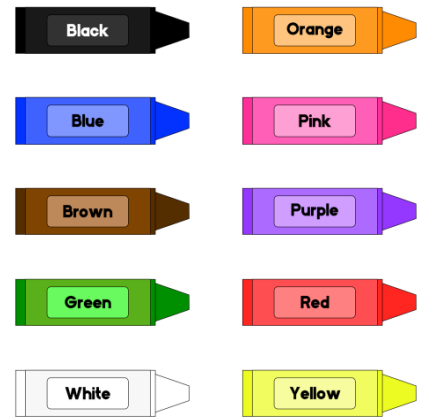 Black
Orange
Blue
Pink
Brown
Purple
Green
Red
White
Yellow